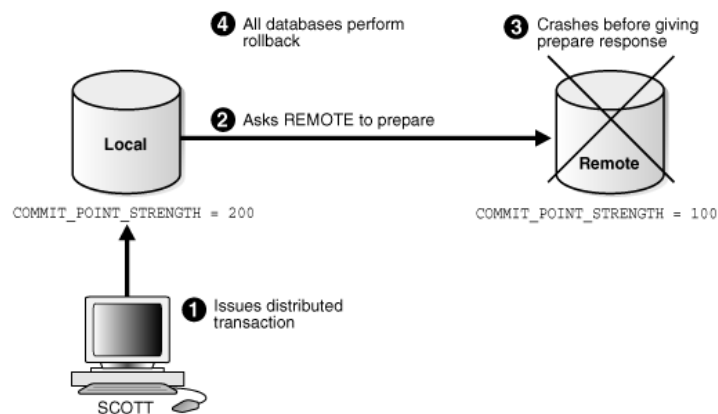 4 All databases perform
rollback
3 Crashes before giving
prepare response
Local
2 Asks REMOTE to prepare
Remote
COMMIT_POINT_STRENGTH = 200
COMMIT_POINT_STRENGTH = 100
1 Issues distributed
transaction
SCOTT